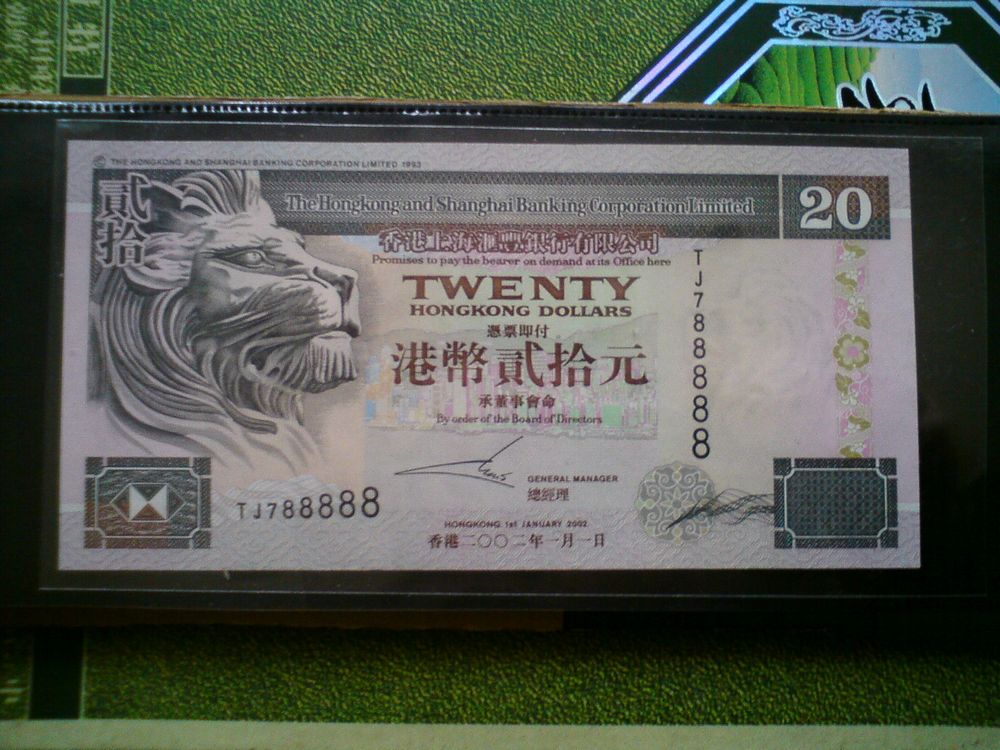 THE HONGKONG AND SHANGHAI BANKING CORPORATION LIMITED 1993
貳拾
The Hongkong and Shanghai Banking Corporation Limited
20
香港上海滙豐銀行有限公司
Promises to pay the bearer on demand at its Office here
TWENTY
HONGKONG DOLLARS
憑票即付
港幣貳拾元
承董事會命
By order of the Board of Directors
TJ788888
GENERAL MANAGER
總經理
TJ788888
HONGKONG 1st JANUARY 2002
香港二〇〇二年一月一日